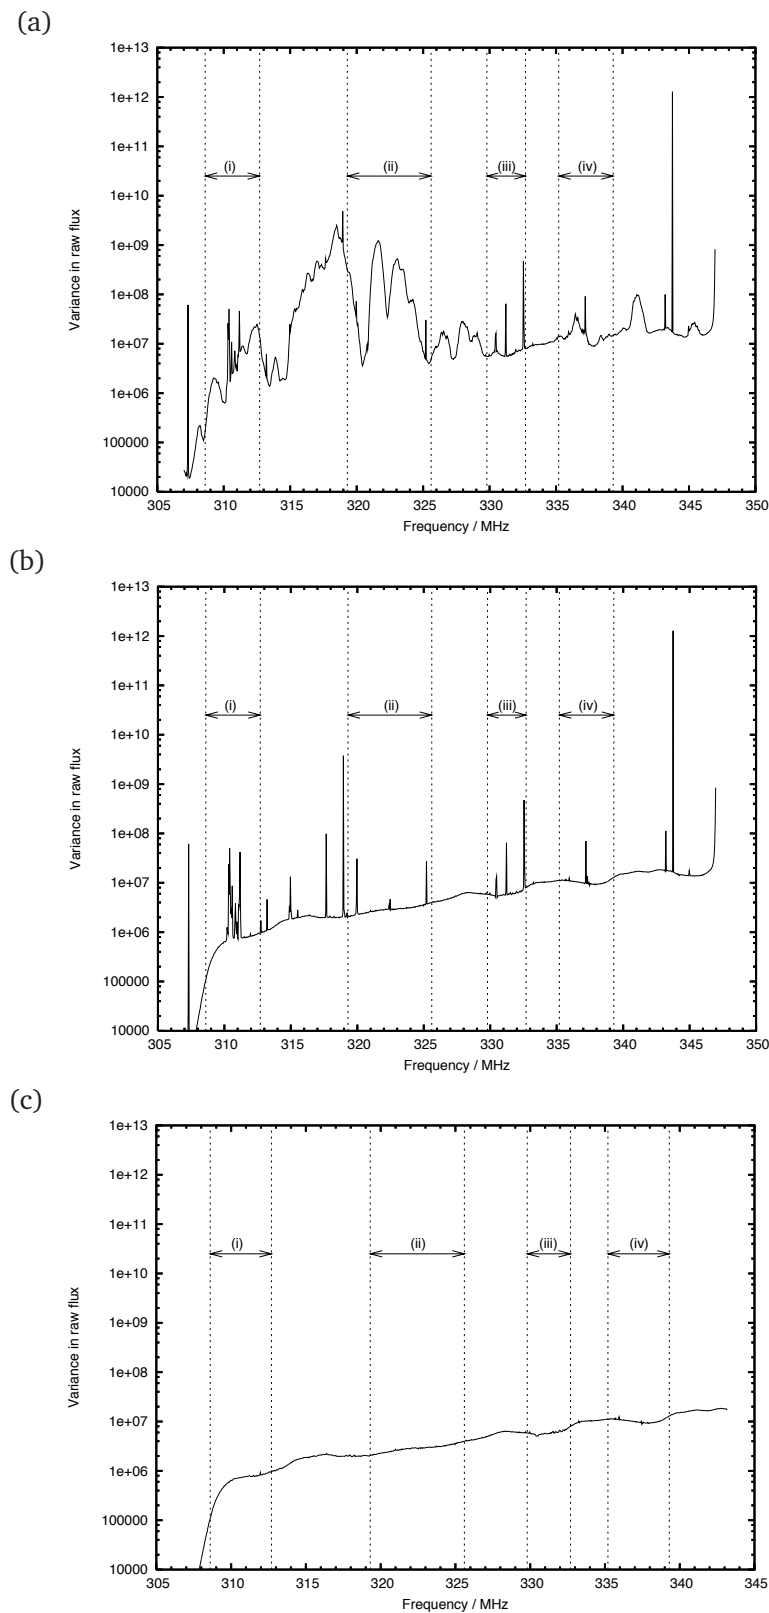 (a)
1e+13
1e+12
1e+11
1e+10
1e+09
1e+08
1e+07
1e+06
100000
10000
Variance in raw flux
(i) (ii) (iii) (iv)
305 310 315 320 325 330 335 340 345 350
Frequency / MHz
(b)
1e+13
1e+12
1e+11
1e+10
1e+09
1e+08
1e+07
1e+06
100000
10000
Variance in raw flux
(i) (ii) (iii) (iv)
305 310 315 320 325 330 335 340 345 350
Frequency / MHz
(c)
1e+13
1e+12
1e+11
1e+10
1e+09
1e+08
1e+07
1e+06
100000
10000
Variance in raw flux
(i) (ii) (iii) (iv)
305 310 315 320 325 330 335 340 345
Frequency / MHz